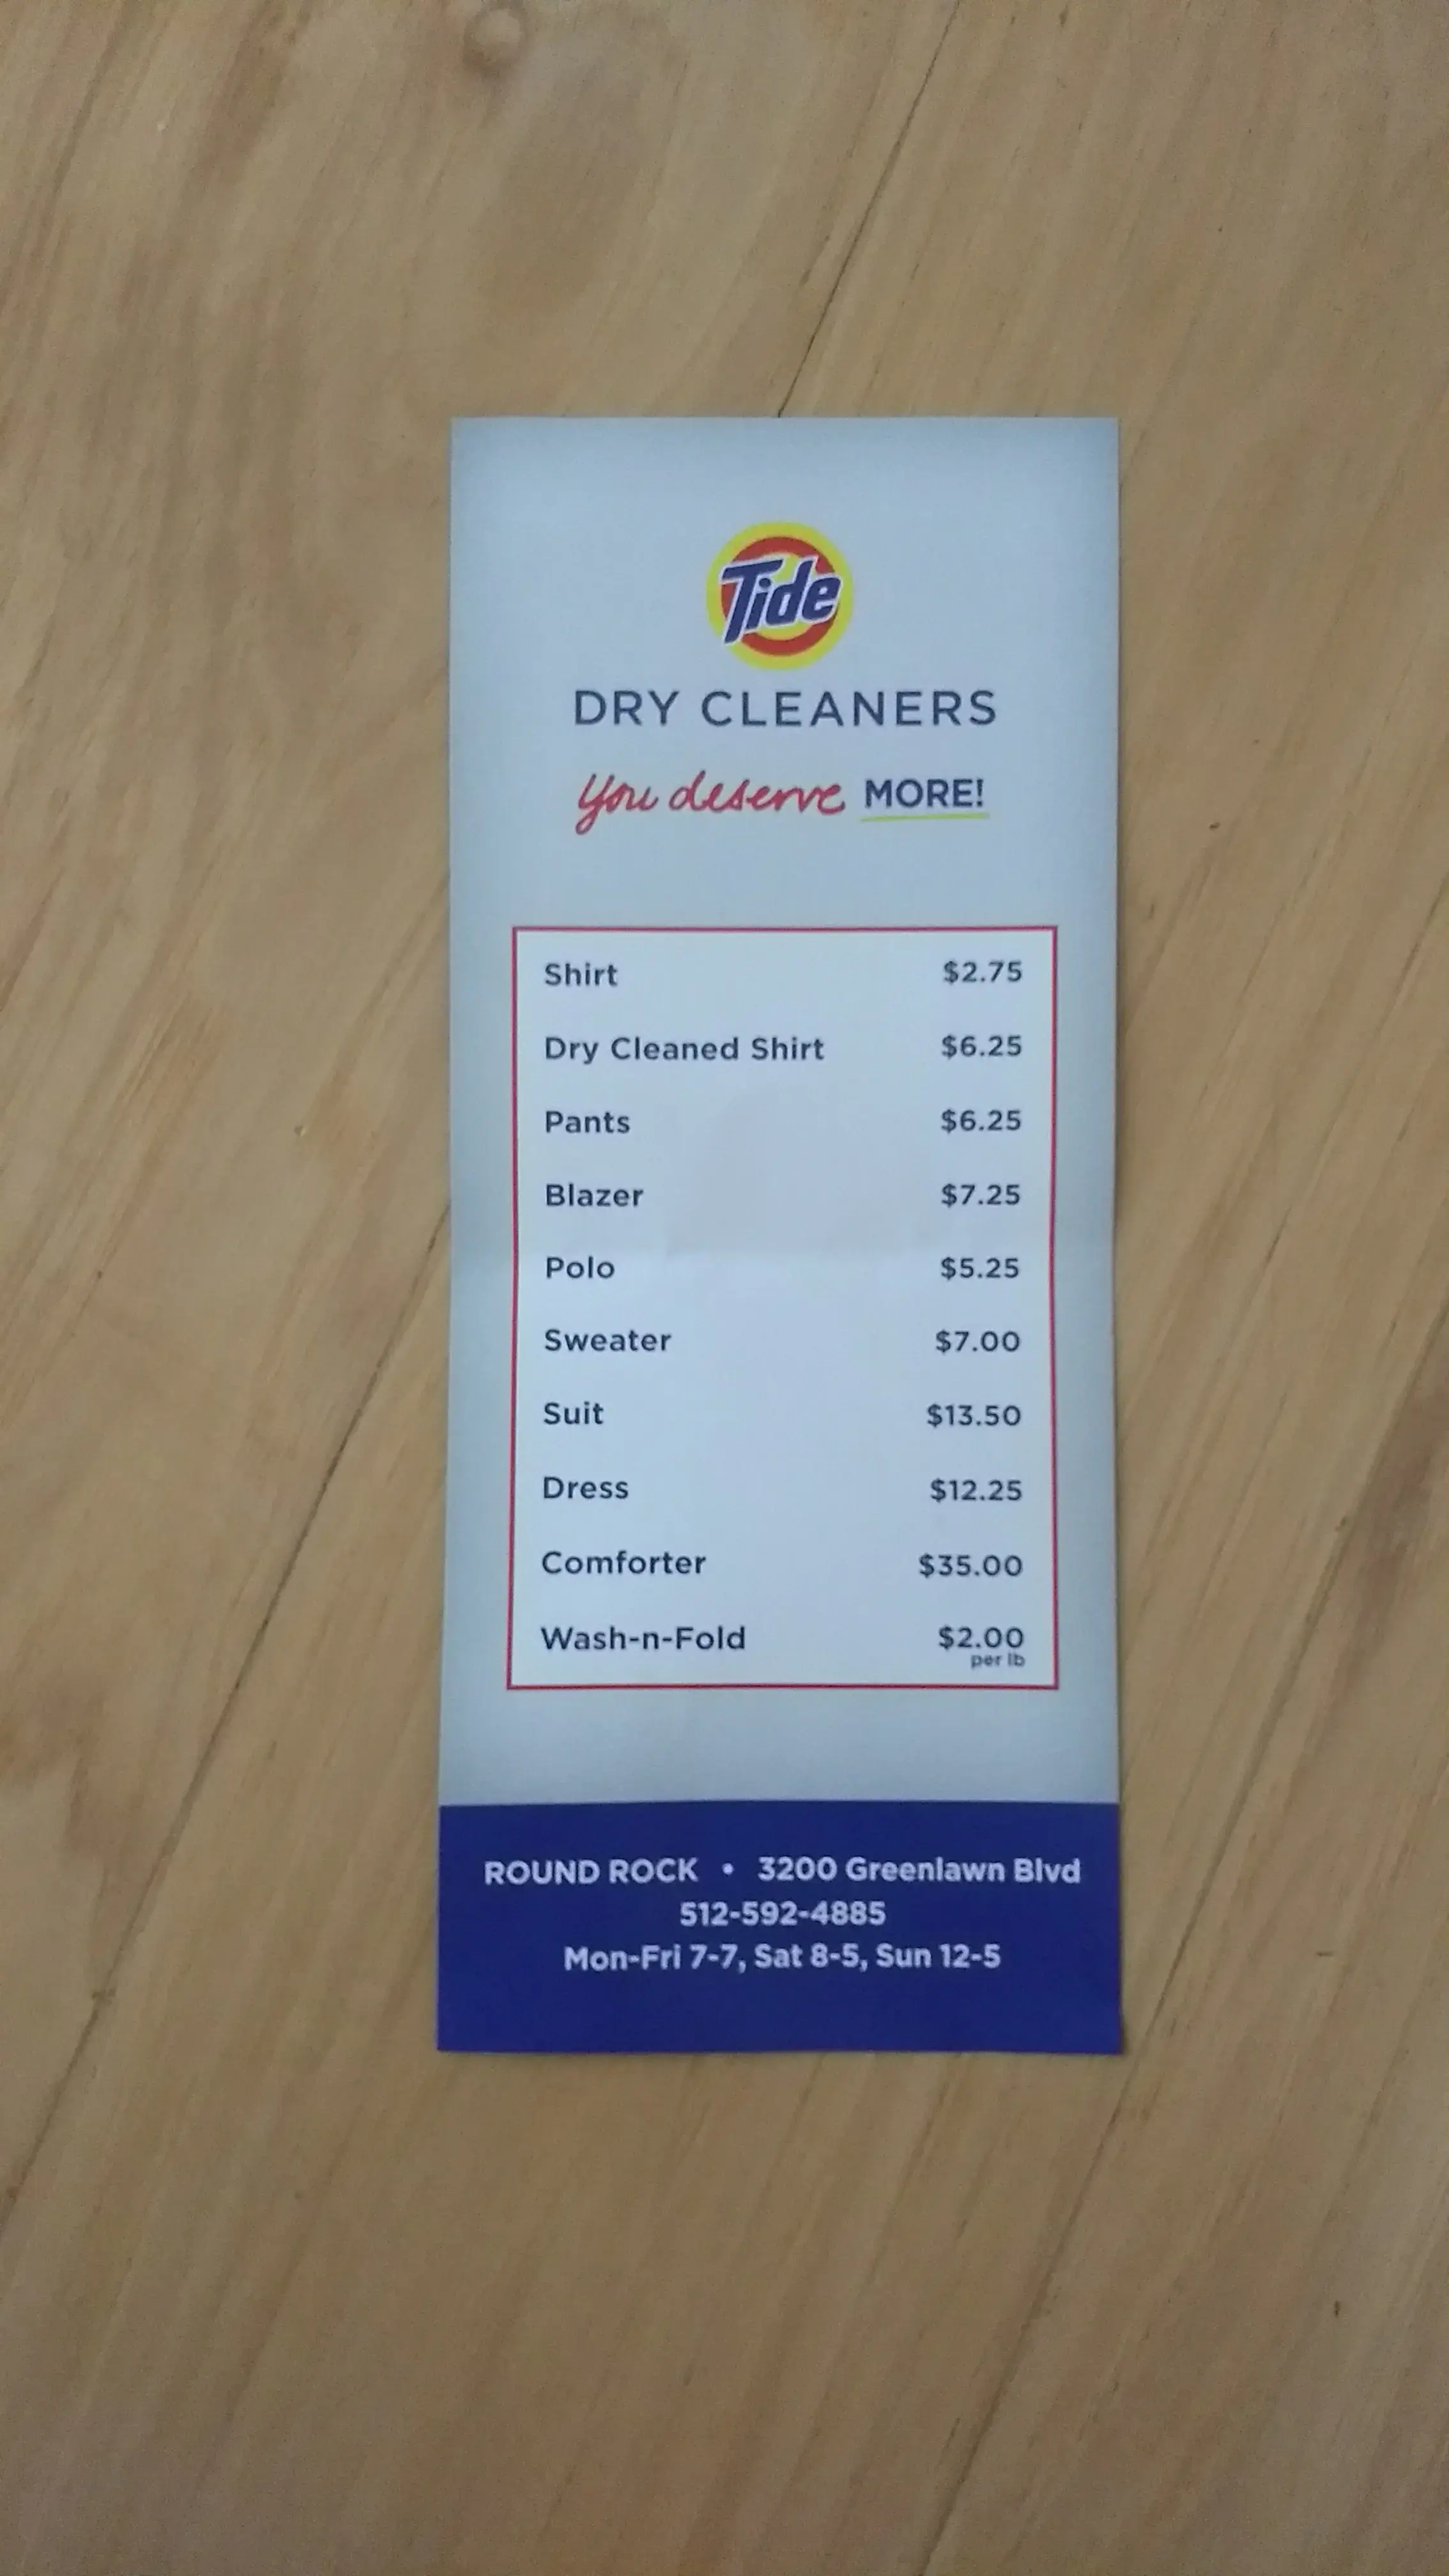 Tide
DRY CLEANERS
you deserve MORE!
Shirt $2.75
Dry Cleaned Shirt $6.25
Pants $6.25
Blazer $7.25
Polo $5.25
Sweater $7.00
Suit $13.50
Dress $12.25
Comforter $35.00
Wash-n-Fold $2.00
per lb
ROUND ROCK • 3200 Greenlawn Blvd
512-592-4885
Mon-Fri 7-7, Sat 8-5, Sun 12-5